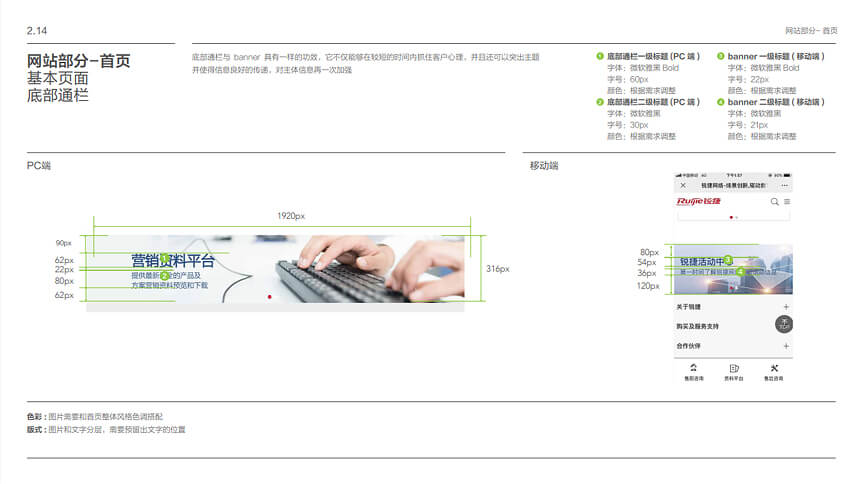 2.14
网站部分- 首页
网站部分-首页
基本页面
底部通栏
底部通栏与 banner 具有一样的功效，它不仅能够在较短的时间内抓住客户心理，并且还可以突出主题
并使得信息良好的传递，对主体信息再一次加强
1 底部通栏一级标题 ( PC 端 )
字体：微软雅黑 Bold
字号：60px
颜色：根据需求调整
2 底部通栏二级标题 ( PC 端 )
字体：微软雅黑
字号：30px
颜色：根据需求调整
3 banner 一级标题 ( 移动端 )
字体：微软雅黑 Bold
字号：22px
颜色：根据需求调整
4 banner 二级标题 ( 移动端 )
字体：微软雅黑
字号：21px
颜色：根据需求调整
PC端
1920px
90px
62px
22px
80px
62px
316px
营销资料平台
1
提供最新 全的产品及
2
方案营销资料预览和下载
移动端
锐捷网络-场景创新,驱动数
Ruijie锐捷
80px
54px
36px
120px
锐捷活动中
3
第一时间了解锐捷
4
关于锐捷
购买及服务支持
TOP
合作伙伴
售前咨询
资料平台
售后咨询
色彩 : 图片需要和首页整体风格色调搭配
版式 : 图片和文字分层，需要预留出文字的位置